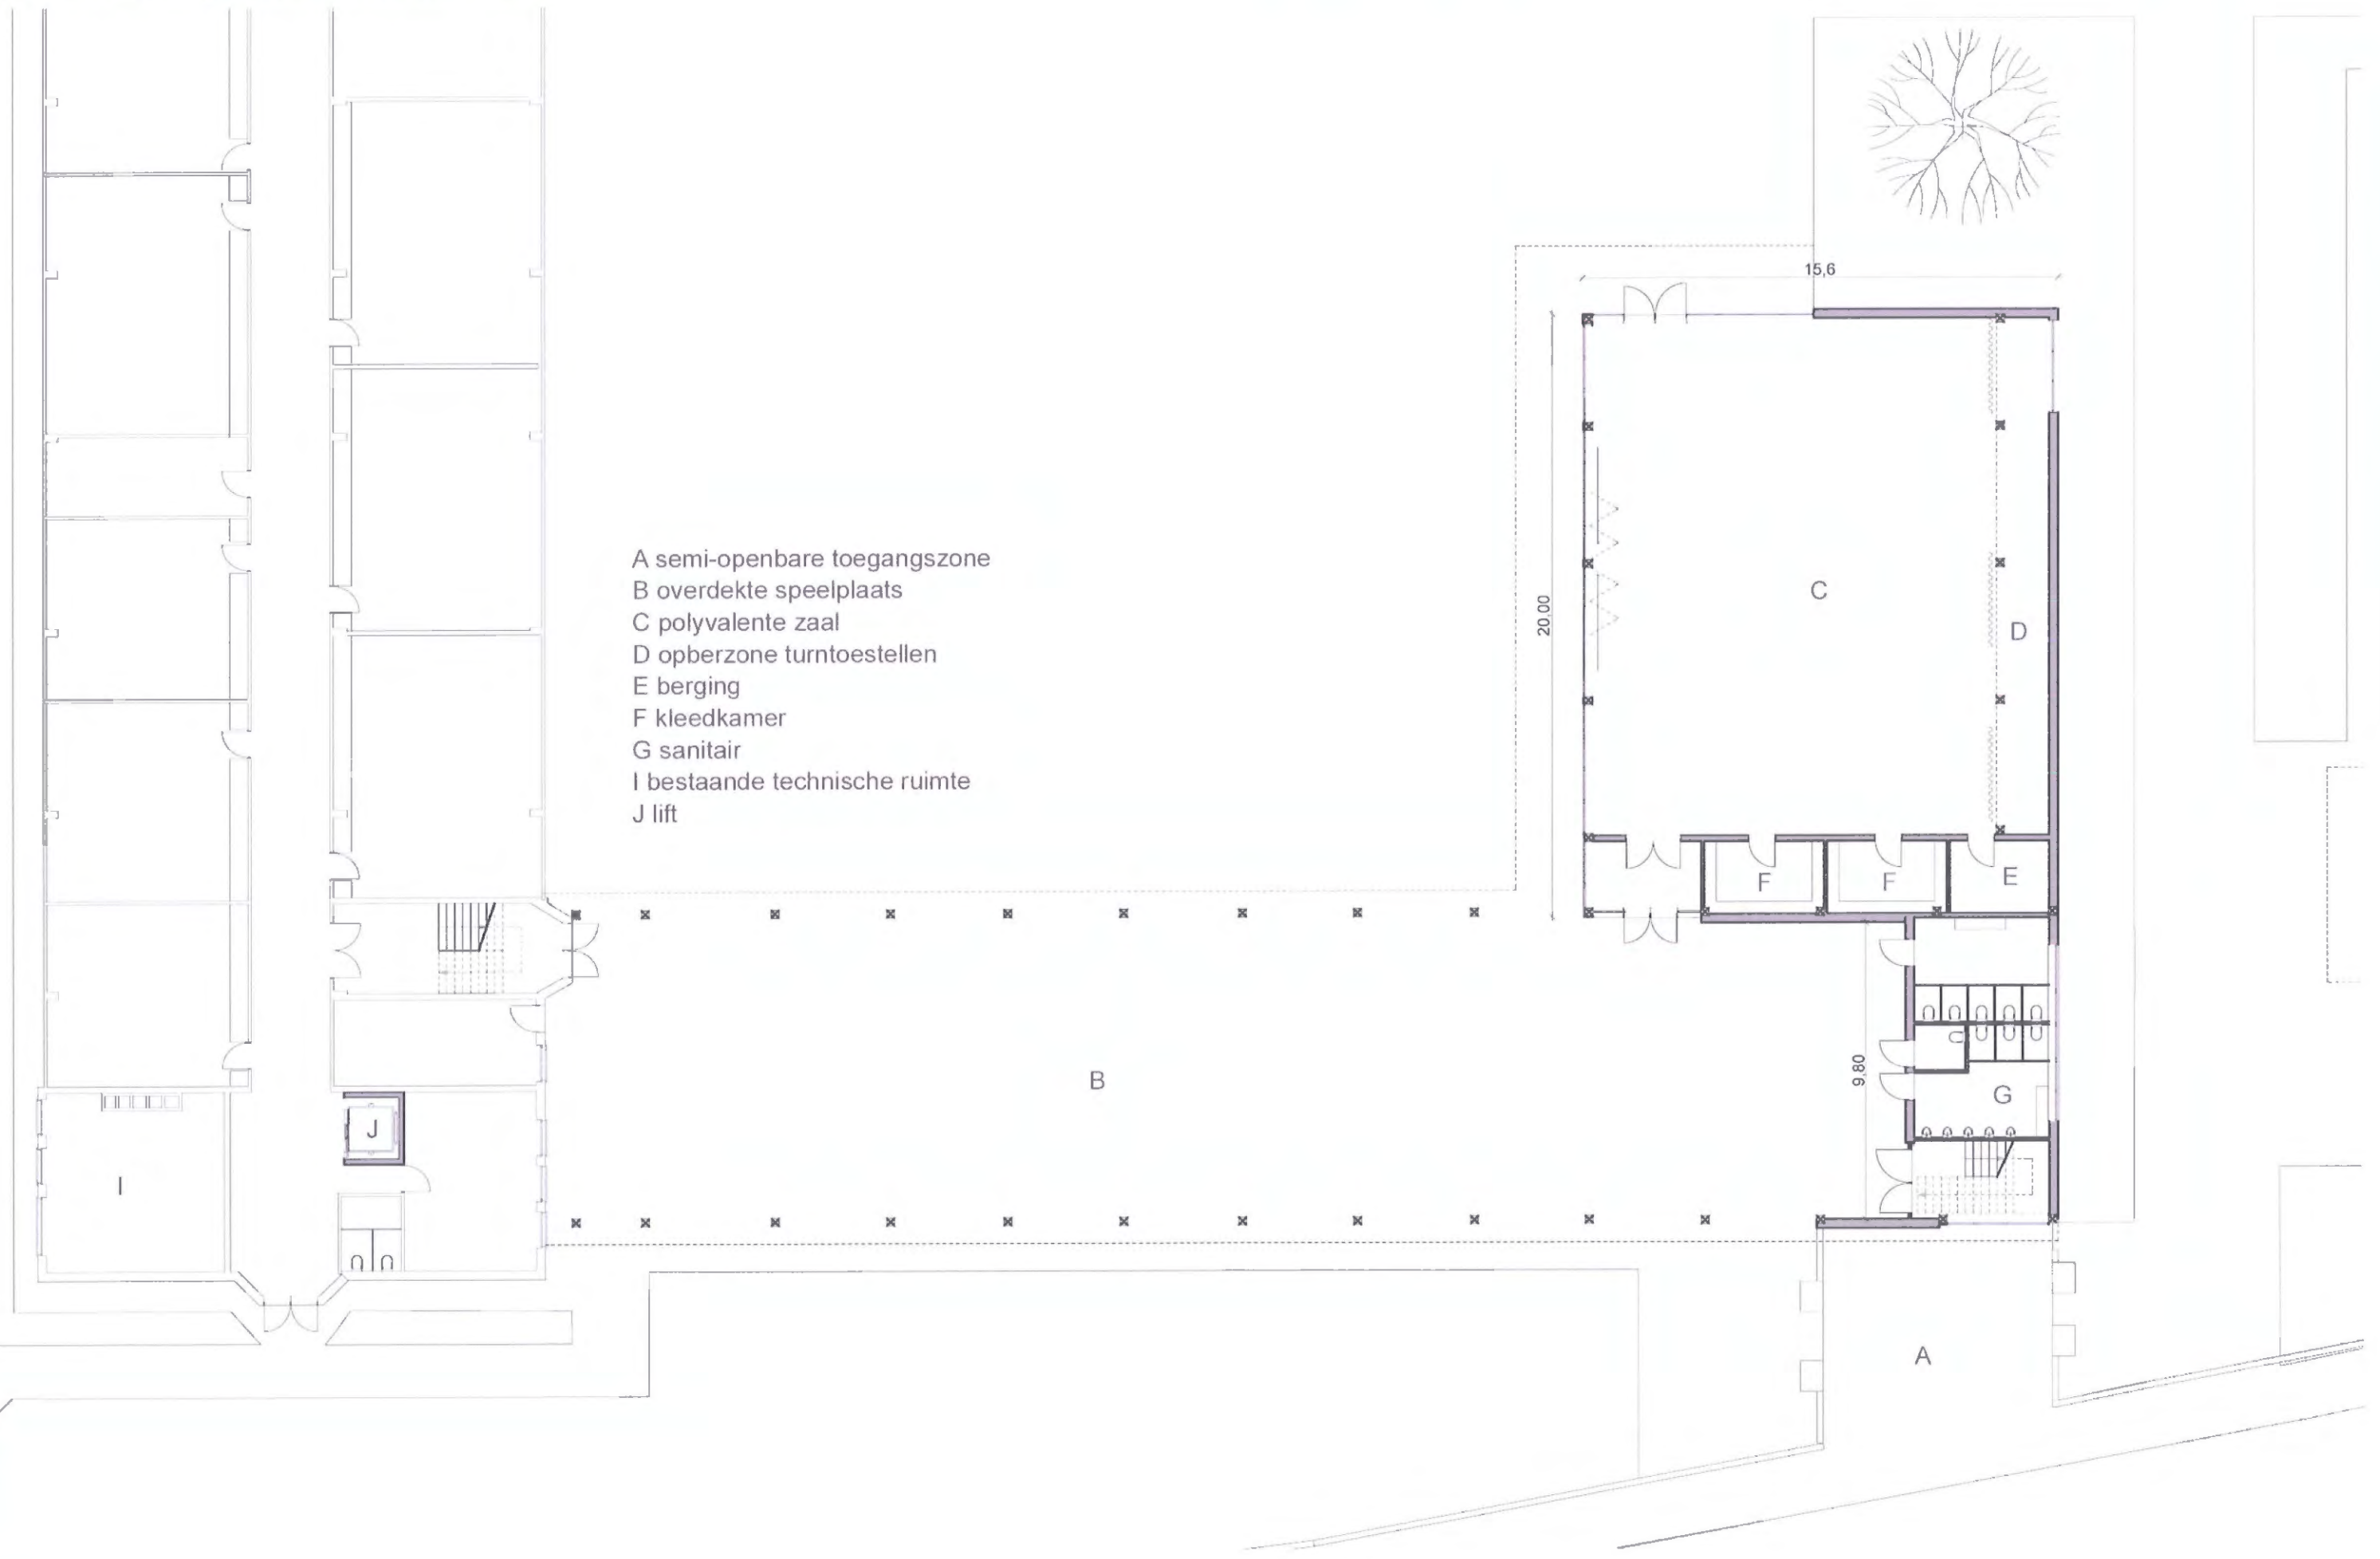 15,6
A semi-openbare toegangszone
B overdekte speelplaats
C polyvalente zaal
D opberzone turntoestellen
E berging
F kleedkamer
G sanitair
I bestaande technische ruimte
J lift
20,00
C
D
F
F
E
B
9,80
G
J
I
A